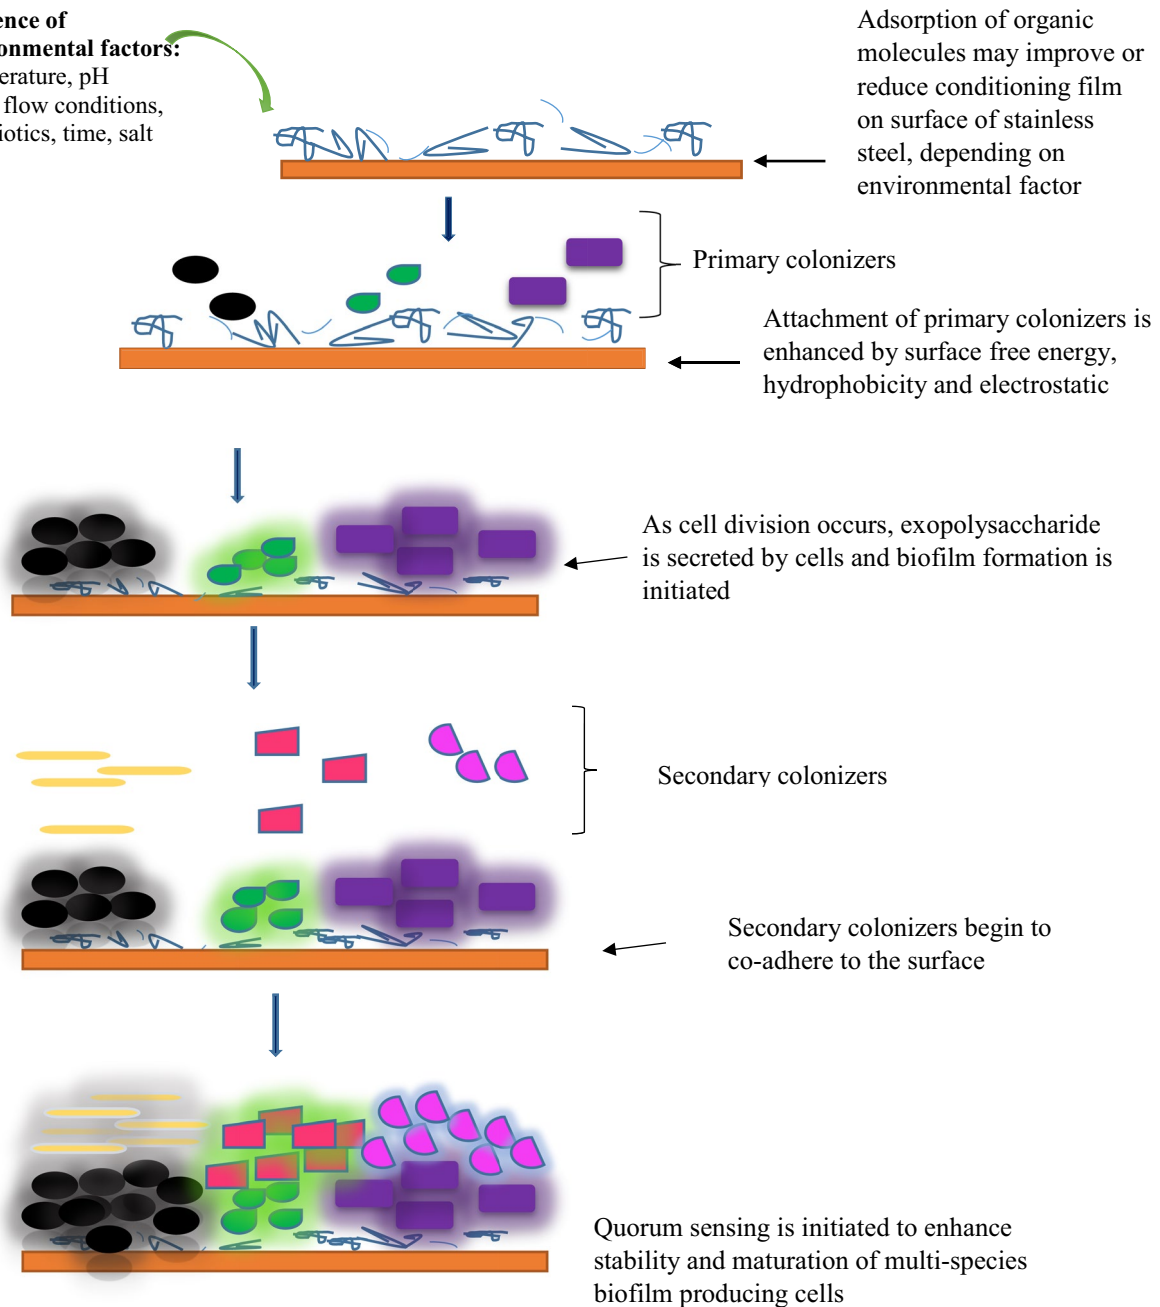 ence of
onmental factors:
erature, pH
flow conditions,
iotics, time, salt
Adsorption of organic
molecules may improve or
reduce conditioning film
on surface of stainless
steel, depending on
environmental factor
Primary colonizers
Attachment of primary colonizers is
enhanced by surface free energy,
hydrophobicity and electrostatic
As cell division occurs, exopolysaccharide
is secreted by cells and biofilm formation is
initiated
Secondary colonizers
Secondary colonizers begin to
co-adhere to the surface
Quorum sensing is initiated to enhance
stability and maturation of multi-species
biofilm producing cells